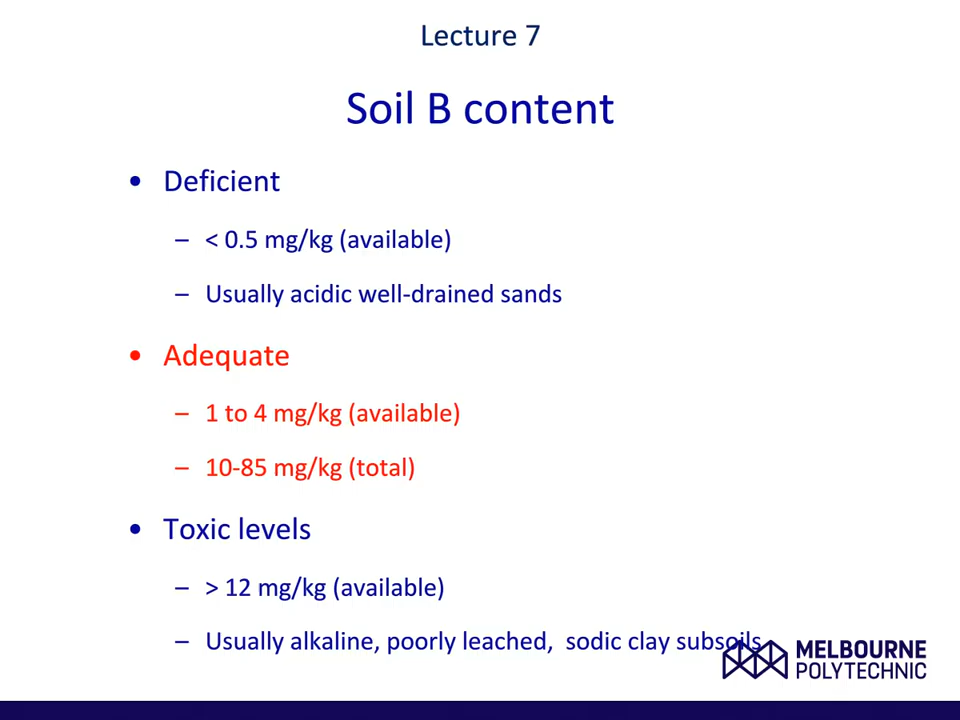 Lecture 7
Soil B content
• Deficient
– < 0.5 mg/kg (available)
– Usually acidic well-drained sands
• Adequate
– 1 to 4 mg/kg (available)
– 10-85 mg/kg (total)
• Toxic levels
– > 12 mg/kg (available)
– Usually alkaline, poorly leached,  sodic clay subsoils
MELBOURNE
POLYTECHNIC